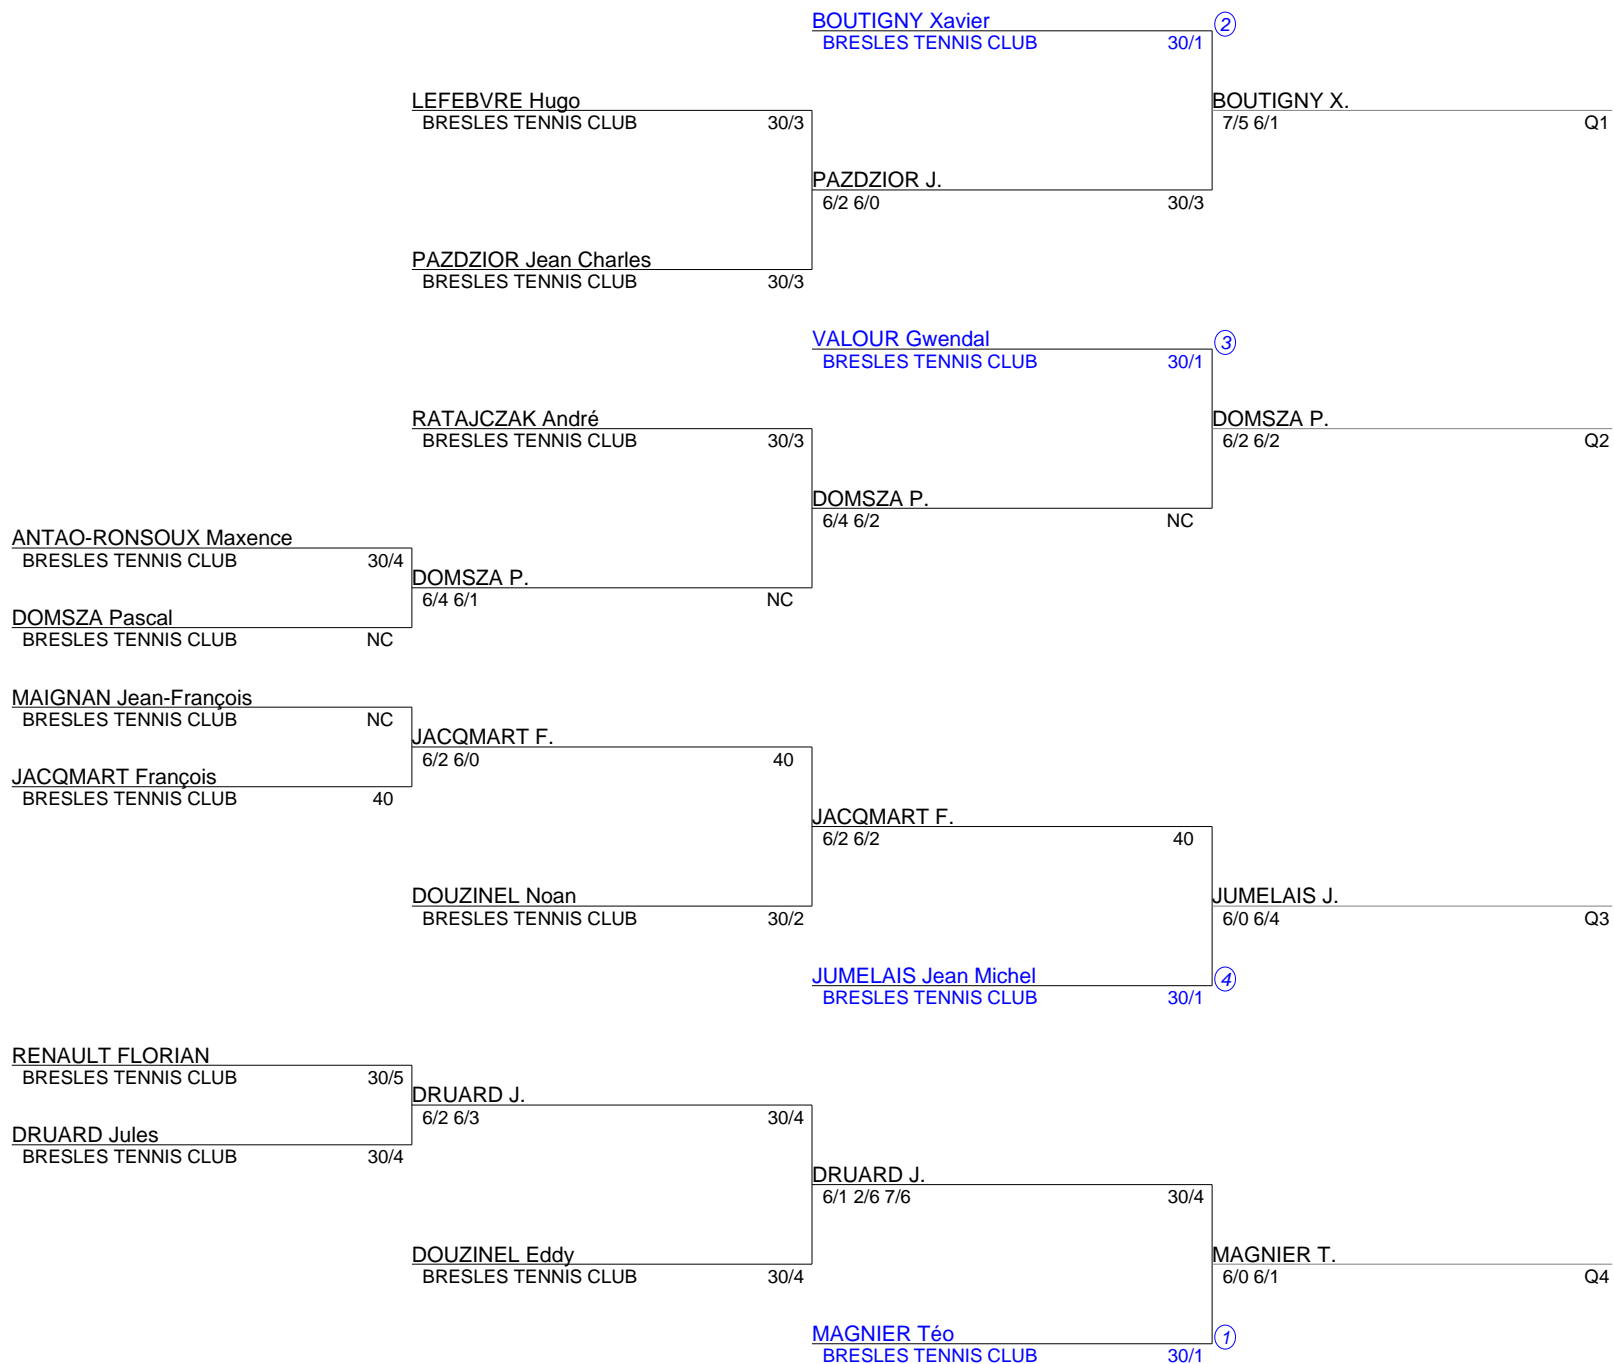 BOUTIGNY Xavier 2
BRESLES TENNIS CLUB 30/1
LEFEBVRE Hugo
BRESLES TENNIS CLUB 30/3
BOUTIGNY X.
7/5 6/1 Q1
PAZDZIOR J.
6/2 6/0 30/3
PAZDZIOR Jean Charles
BRESLES TENNIS CLUB 30/3
VALOUR Gwendal 3
BRESLES TENNIS CLUB 30/1
RATAJCZAK André
BRESLES TENNIS CLUB 30/3
DOMSZA P.
6/2 6/2 Q2
DOMSZA P.
6/4 6/2 NC
ANTAO-RONSOUX Maxence
BRESLES TENNIS CLUB 30/4
DOMSZA P.
6/4 6/1 NC
DOMSZA Pascal
BRESLES TENNIS CLUB NC
MAIGNAN Jean-François
BRESLES TENNIS CLUB NC
JACQMART F.
6/2 6/0 40
JACQMART François
BRESLES TENNIS CLUB 40
JACQMART F.
6/2 6/2 40
DOUZINEL Noan
BRESLES TENNIS CLUB 30/2
JUMELAIS J.
6/0 6/4 Q3
JUMELAIS Jean Michel 4
BRESLES TENNIS CLUB 30/1
RENAULT FLORIAN
BRESLES TENNIS CLUB 30/5
DRUARD J.
6/2 6/3 30/4
DRUARD Jules
BRESLES TENNIS CLUB 30/4
DRUARD J.
6/1 2/6 7/6 30/4
DOUZINEL Eddy
BRESLES TENNIS CLUB 30/4
MAGNIER T.
6/0 6/1 Q4
MAGNIER Téo 1
BRESLES TENNIS CLUB 30/1